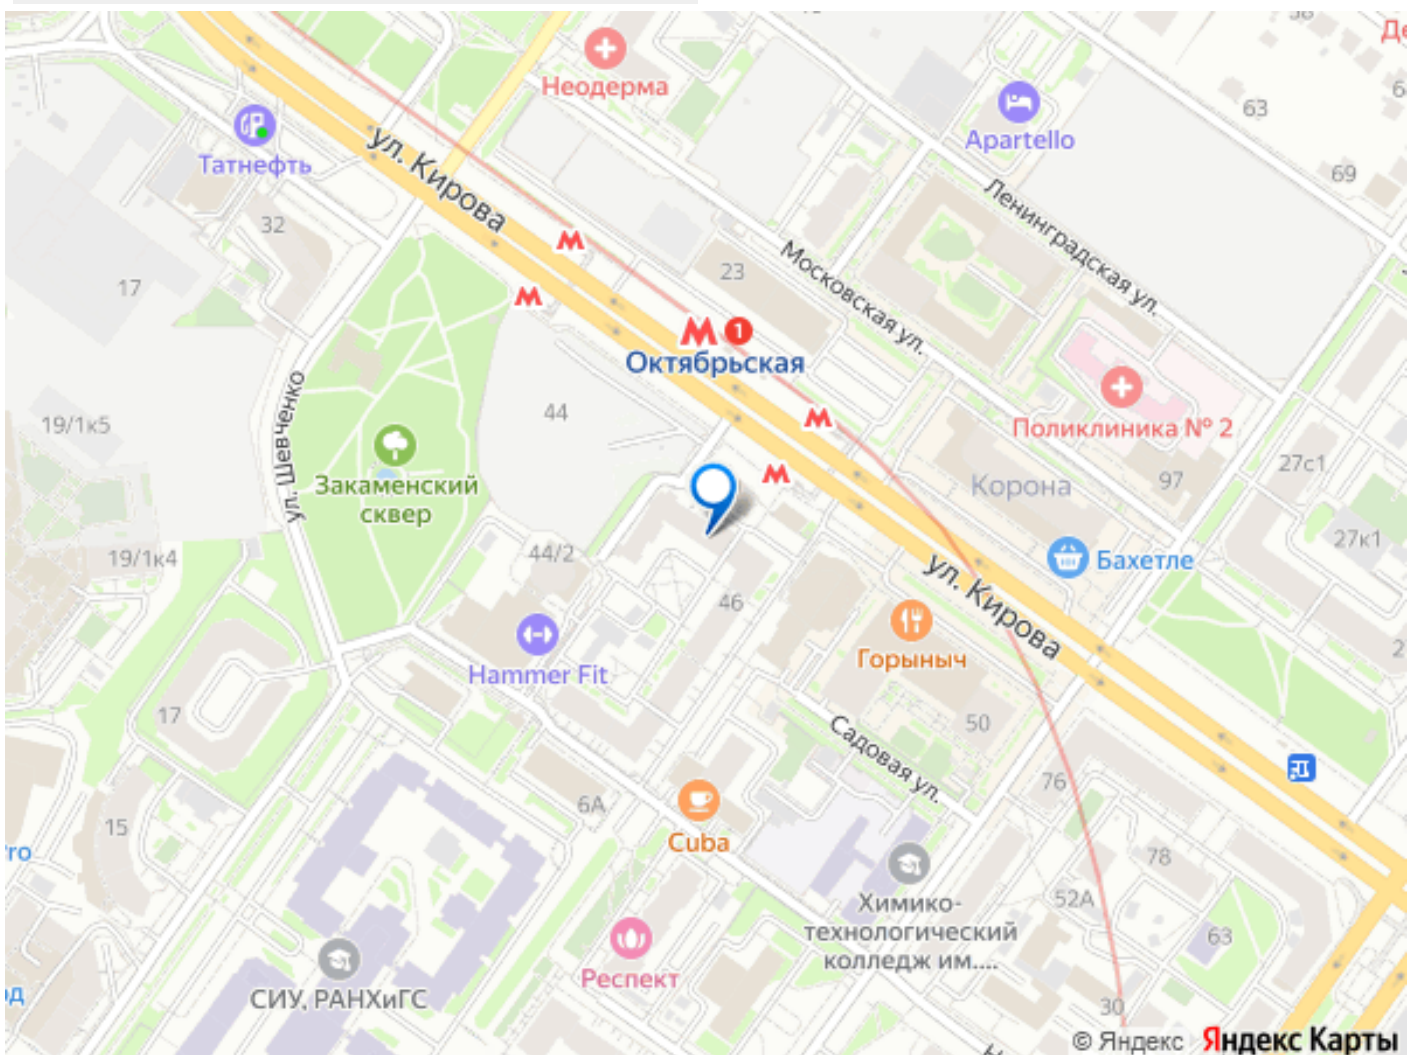 Неодерма
58
63
Apartello
Татнефть
ул. Кирова
69
32
Ленинградская ул.
Московская ул.
23
17
М
М
М 1
Октябрьская
М
М
44
19/1к5
ул. Шевченко
Закаменский
сквер
Поликлиника № 2
27с1
97
Корона
27к1
19/1к4
44/2
Бахетле
46
ул. Кирова
Hammer Fit
Горыныч
17
50
Садовая ул.
76
6А
15
Cuba
78
Химико-
технологический
колледж им....
52А
63
Респект
СИУ, РАНХиГС
30
© Яндекс Яндекс Карты